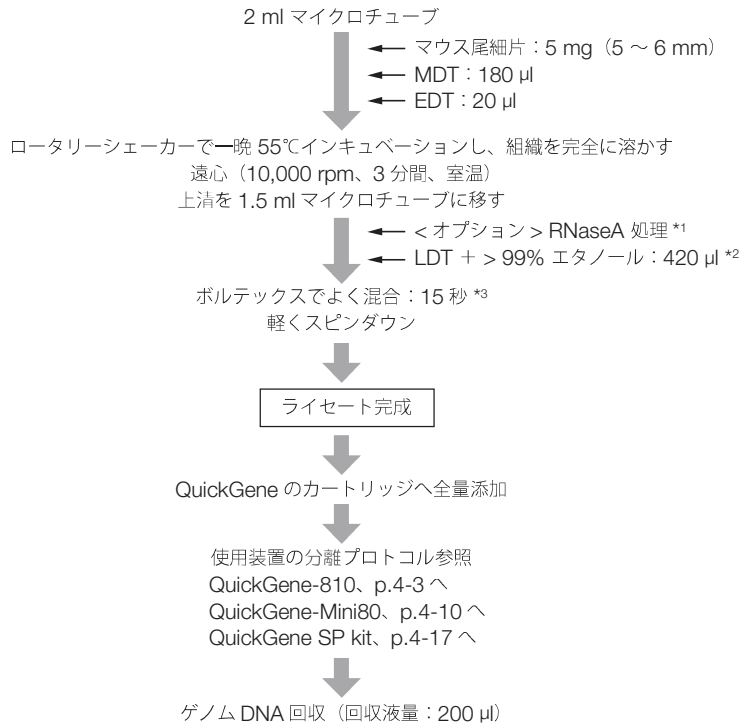 2 ml マイクロチューブ
マウス尾細片：5 mg（5 ～ 6 mm）
MDT：180 µl
EDT：20 µl
ロータリーシェーカーで一晩 55℃インキュベーションし、組織を完全に溶かす
遠心（10,000 rpm、3 分間、室温）
上清を 1.5 ml マイクロチューブに移す
< オプション > RNaseA 処理 *1
LDT ＋ > 99% エタノール：420 µl *2
ボルテックスでよく混合：15 秒 *3
軽くスピンダウン
ライセート完成
QuickGene のカートリッジへ全量添加
使用装置の分離プロトコル参照
QuickGene-810、p.4-3 へ
QuickGene-Mini80、p.4-10 へ
QuickGene SP kit、p.4-17 へ
ゲノム DNA 回収（回収液量：200 µl）